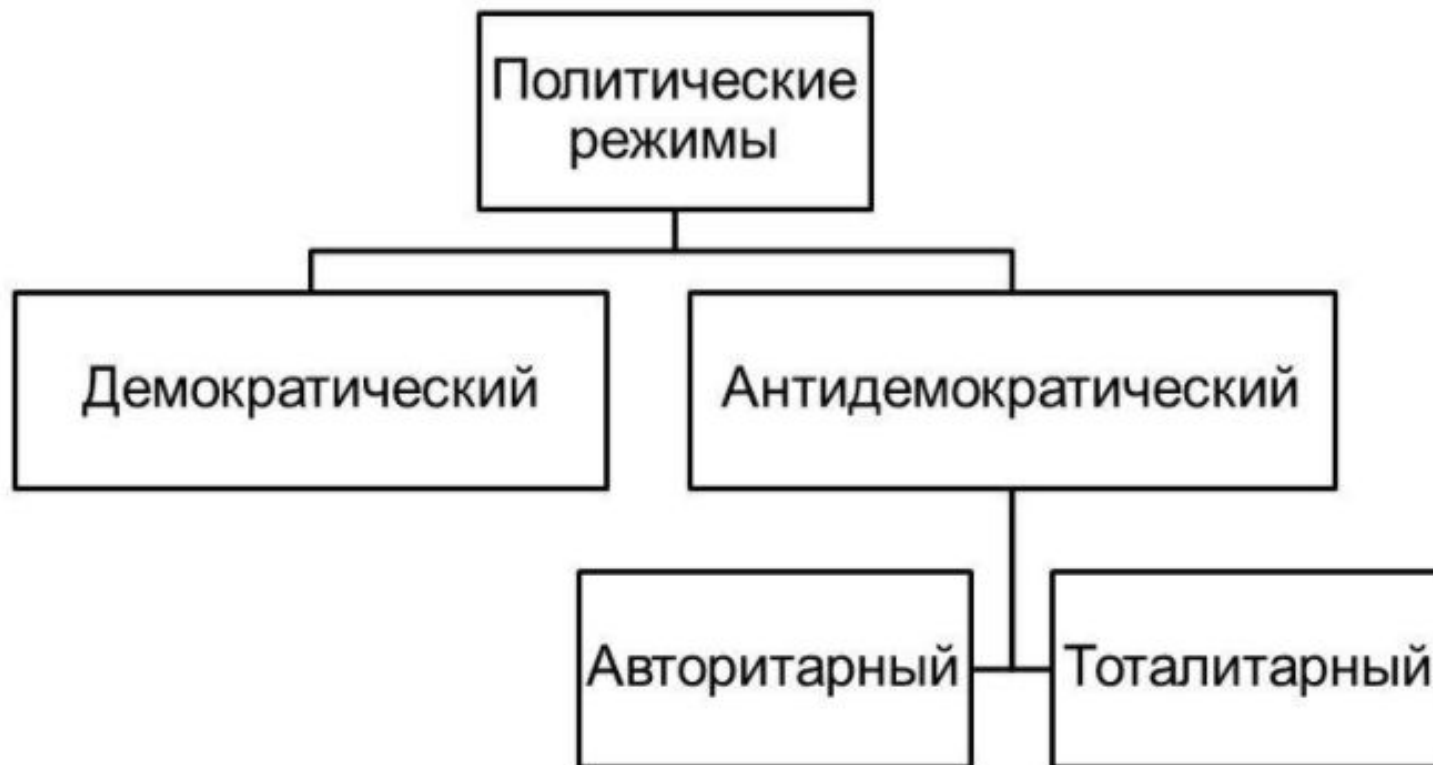 Политические
режимы
Демократический
Антидемократический
Авторитарный
Тоталитарный